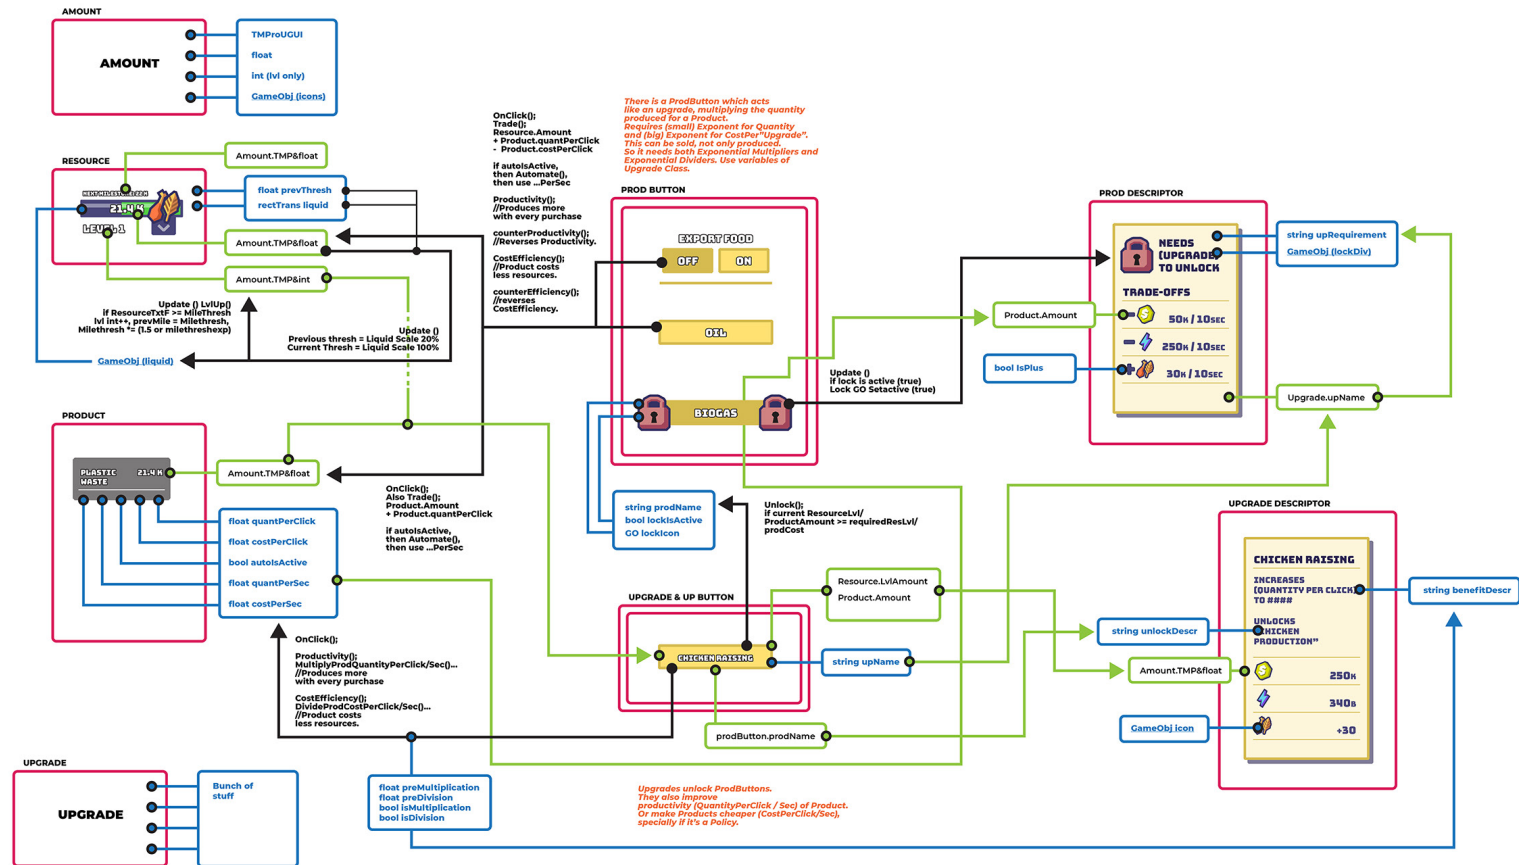 AMOUNT
AMOUNT
TMProUGUI
float
int (lvl only)
GameObj (icons)
RESOURCE
Amount.TMP&float
21.4 K
LEVEL 1
float prevThresh
rectTrans liquid
Amount.TMP&float
Amount.TMP&int
Update () LvlUp()
if ResourceTxtF >= MileThresh
lvl int++, prevMile = Milethresh,
Milethresh *= (1.5 or milethreshexp)
Update ()
Previous thresh = Liquid Scale 20%
Current Thresh = Liquid Scale 100%
GameObj (liquid)
OnClick();
Trade();
Resource.Amount
+ Product.quantPerClick
- Product.costPerClick
if autoIsActive,
then Automate(),
then use ...PerSec
Productivity();
//Produces more
with every purchase
counterProductivity();
//Reverses Productivity.
CostEfficiency();
//Product costs
less resources.
counterEfficiency();
//reverses
CostEfficiency.
There is a ProdButton which acts
like an upgrade, multiplying the quantity
produced for a Product.
Requires (small) Exponent for Quantity
and (big) Exponent for CostPer"Upgrade".
This can be sold, not only produced.
So it needs both Exponential Multipliers and
Exponential Dividers. Use variables of
Upgrade Class.
PROD BUTTON
EXPORT FOOD
OFF
ON
OIL
BIOGAS
Update ()
if lock is active (true)
Lock GO Setactive (true)
PROD DESCRIPTOR
NEEDS
(UPGRADE)
TO UNLOCK
TRADE-OFFS
50K / 10SEC
250K / 10SEC
30K / 10SEC
string upRequirement
GameObj (lockDiv)
Product.Amount
bool IsPlus
Upgrade.upName
PRODUCT
PLASTIC
WASTE
21.4 K
Amount.TMP&float
float quantPerClick
float costPerClick
bool autoIsActive
float quantPerSec
float costPerSec
OnClick();
Also Trade();
Product.Amount
+ Product.quantPerClick
if autoIsActive,
then Automate(),
then use ...PerSec
string prodName
bool lockIsActive
GO lockIcon
Unlock();
if current ResourceLvl/
ProductAmount >= requiredResLvl/
prodCost
UPGRADE & UP BUTTON
CHICKEN RAISING
Resource.LvlAmount
Product.Amount
string upName
prodButton.prodName
OnClick();
Productivity();
MultiplyProdQuantityPerClick/Sec()...
//Produces more
with every purchase
CostEfficiency();
DivideProdCostPerClick/Sec()...
//Product costs
less resources.
UPGRADE DESCRIPTOR
CHICKEN RAISING
INCREASES
(QUANTITY PER CLICK)
TO ####
UNLOCKS
"CHICKEN
PRODUCTION"
250K
340B
+30
string benefitDescr
string unlockDescr
Amount.TMP&float
GameObj icon
UPGRADE
UPGRADE
Bunch of
stuff
float preMultiplication
float preDivision
bool isMultiplication
bool isDivision
Upgrades unlock ProdButtons.
They also improve
productivity (QuantityPerClick / Sec) of Product.
Or make Products cheaper (CostPerClick/Sec),
specially if it's a Policy.